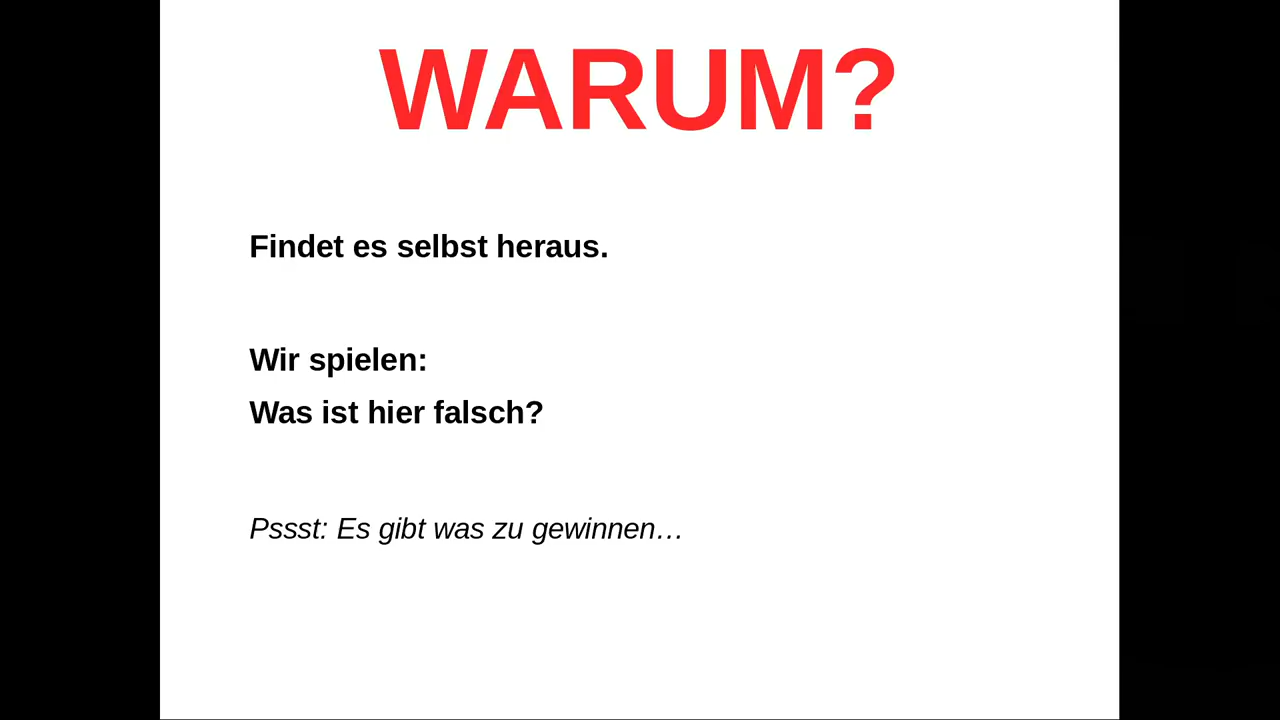 WARUM?
Findet es selbst heraus.
Wir spielen:
Was ist hier falsch?
Pssst: Es gibt was zu gewinnen…